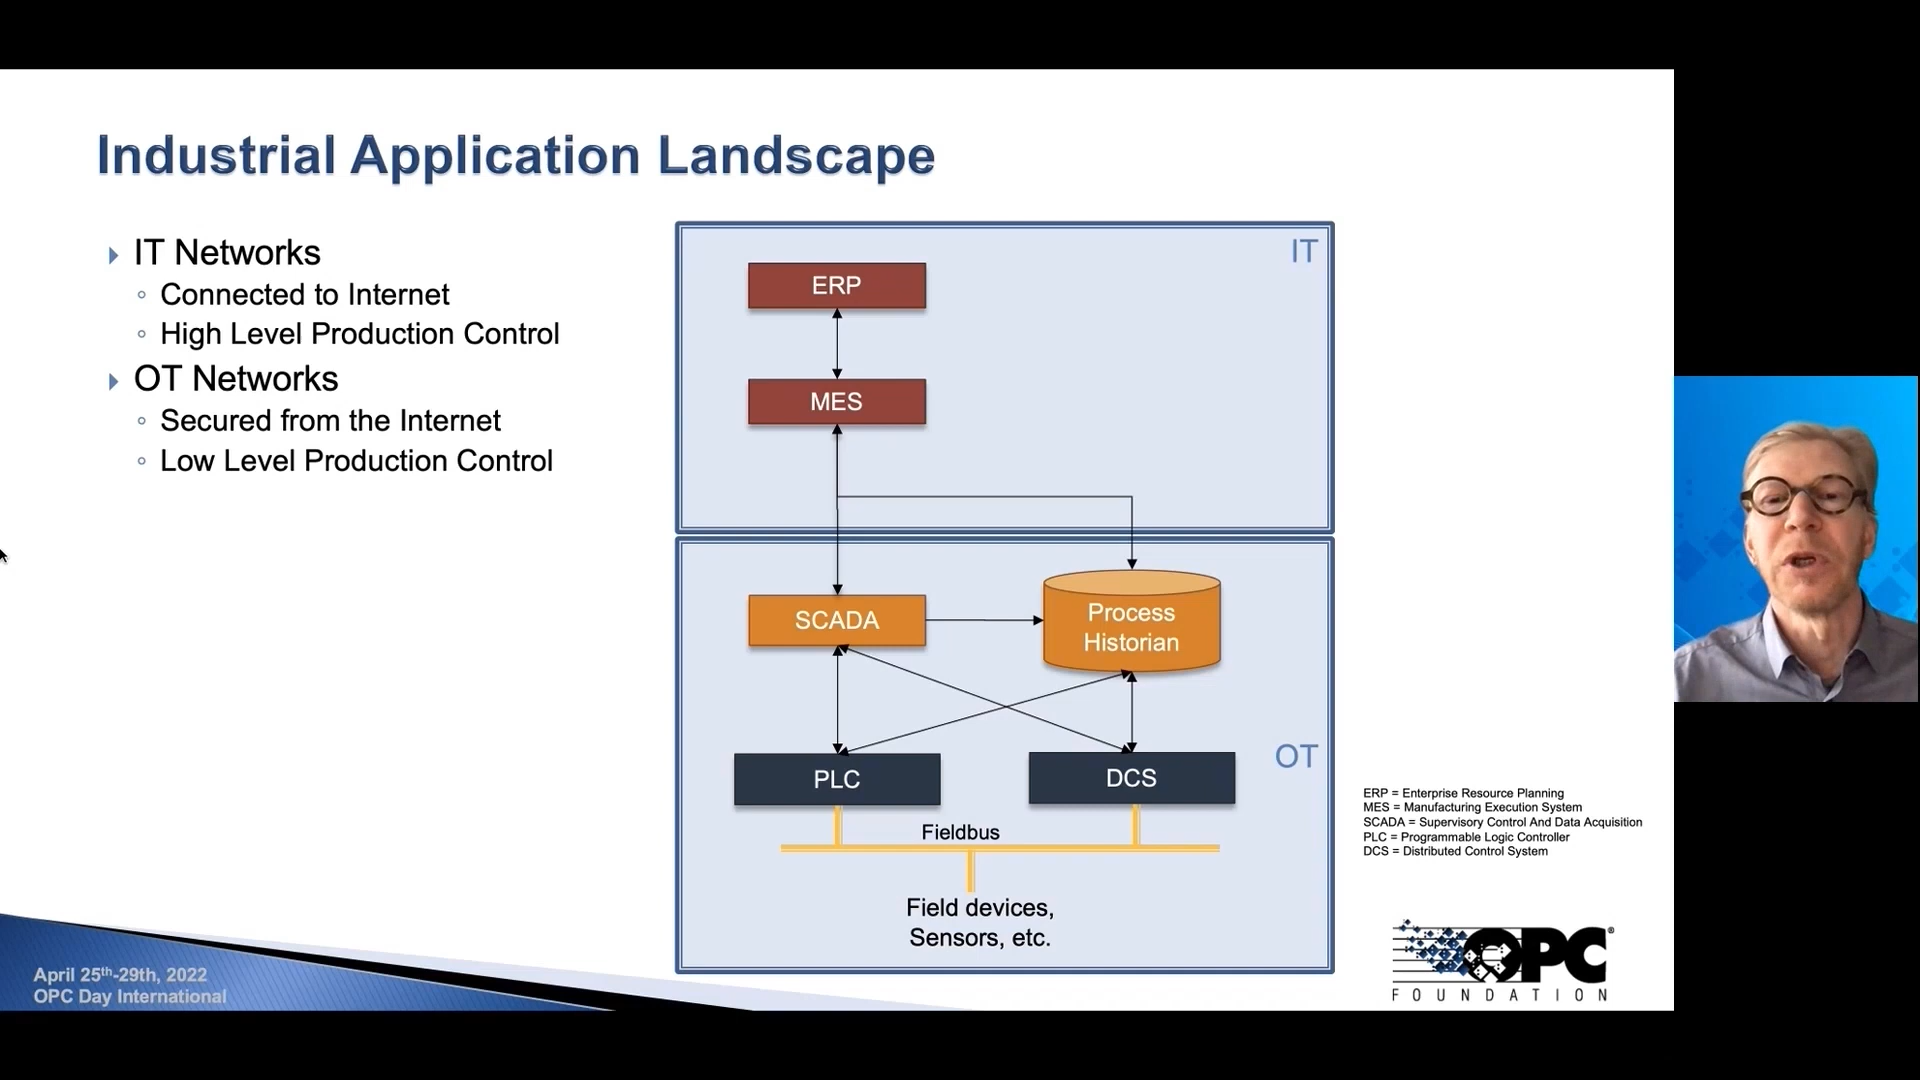 Industrial Application Landscape
IT Networks
Connected to Internet
High Level Production Control
OT Networks
Secured from the Internet
Low Level Production Control
IT
ERP
MES
SCADA
Process
Historian
PLC
DCS
OT
Fieldbus
Field devices,
Sensors, etc.
ERP = Enterprise Resource Planning
MES = Manufacturing Execution System
SCADA = Supervisory Control And Data Acquisition
PLC = Programmable Logic Controller
DCS = Distributed Control System
April 25th-29th, 2022
OPC Day International
OPC®
FOUNDATION